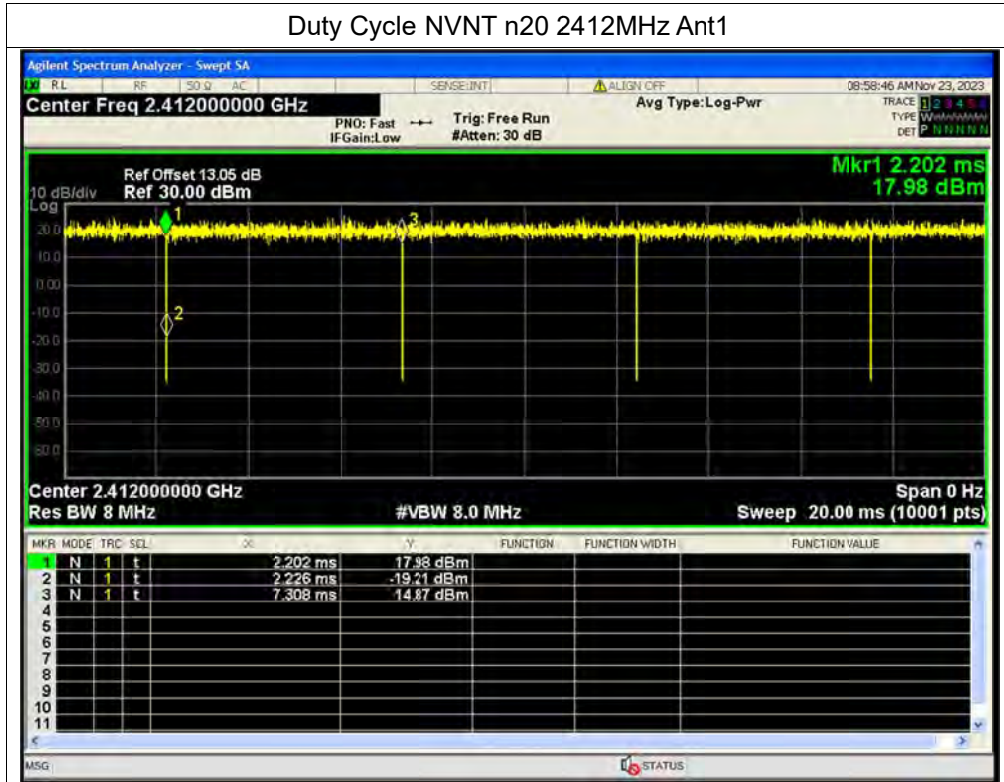 Duty Cycle NVNT n20 2412MHz Ant1
Agilent Spectrum Analyzer - Swept SA
RL RF 50 Ω AC SENSE:INT ALIGN OFF 08:58:46 AM Nov 23, 2023
Center Freq 2.412000000 GHz Avg Type:Log-Pwr TRACE 1 2 3 4 5 6
PNO: Fast Trig: Free Run TYPE W
IFGain:Low #Atten: 30 dB DET P N N N N N
Mkr1 2.202 ms
Ref Offset 13.05 dB
10 dB/div Ref 30.00 dBm 17.98 dBm
Log
1
3
20.0
10.0
0.00
-10.0
2
-20.0
-30.0
-40.0
-50.0
-60.0
Center 2.412000000 GHz Span 0 Hz
Res BW 8 MHz #VBW 8.0 MHz Sweep 20.00 ms (10001 pts)
MKR MODE TRC SCL X Y FUNCTION FUNCTION WIDTH FUNCTION VALUE
1 N 1 t 2.202 ms 17.98 dBm
2 N 1 t 2.226 ms -19.21 dBm
3 N 1 t 7.308 ms 14.87 dBm
4
5
6
7
8
9
10
11
MSG STATUS